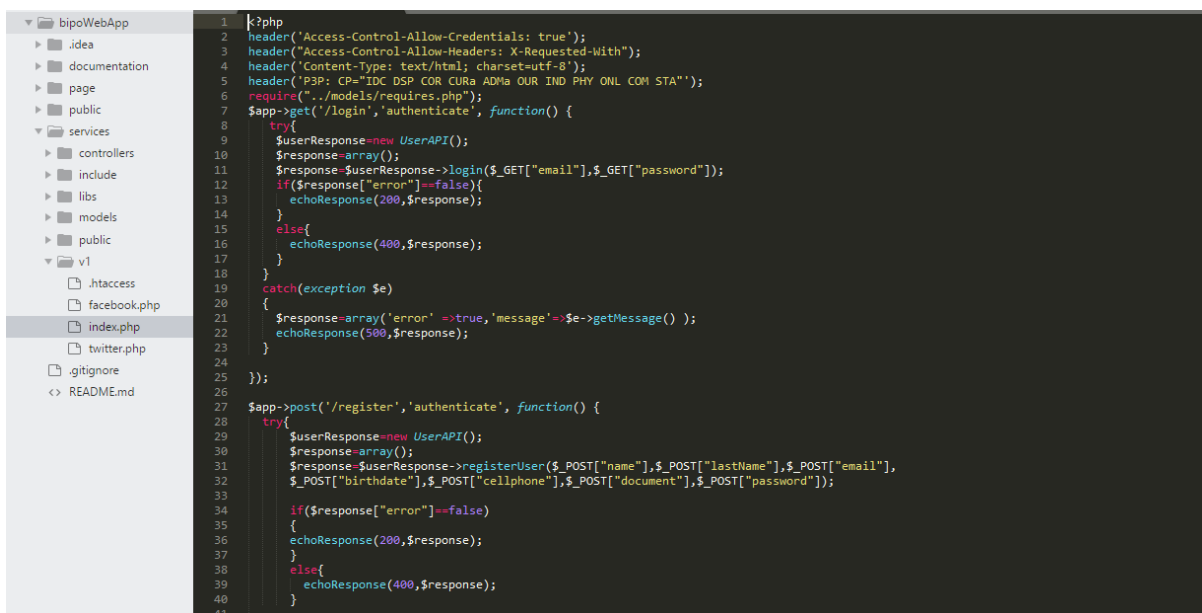 bipoWebApp
.idea
documentation
page
public
services
controllers
include
libs
models
public
v1
.htaccess
facebook.php
index.php
twitter.php
.gitignore
<> README.md
1 <?php
2 header('Access-Control-Allow-Credentials: true');
3 header("Access-Control-Allow-Headers: X-Requested-With");
4 header('Content-Type: text/html; charset=utf-8');
5 header('P3P: CP="IDC DSP COR CURa ADMa OUR IND PHY ONL COM STA"');
6 require("../models/requires.php");
7 $app->get('/login','authenticate', function() {
8 try{
9 $userResponse=new UserAPI();
10 $response=array();
11 $response=$userResponse->login($_GET["email"],$_GET["password"]);
12 if($response["error"]==false){
13 echoResponse(200,$response);
14 }
15 else{
16 echoResponse(400,$response);
17 }
18 }
19 catch(exception $e)
20 {
21 $response=array('error' =>true,'message'=>$e->getMessage() );
22 echoResponse(500,$response);
23 }
24
25 });
26
27 $app->post('/register','authenticate', function() {
28 try{
29 $userResponse=new UserAPI();
30 $response=array();
31 $response=$userResponse->registerUser($_POST["name"],$_POST["lastName"],$_POST["email"],
32 $_POST["birthdate"],$_POST["cellphone"],$_POST["document"],$_POST["password"]);
33
34 if($response["error"]==false)
35 {
36 echoResponse(200,$response);
37 }
38 else{
39 echoResponse(400,$response);
40 }
41